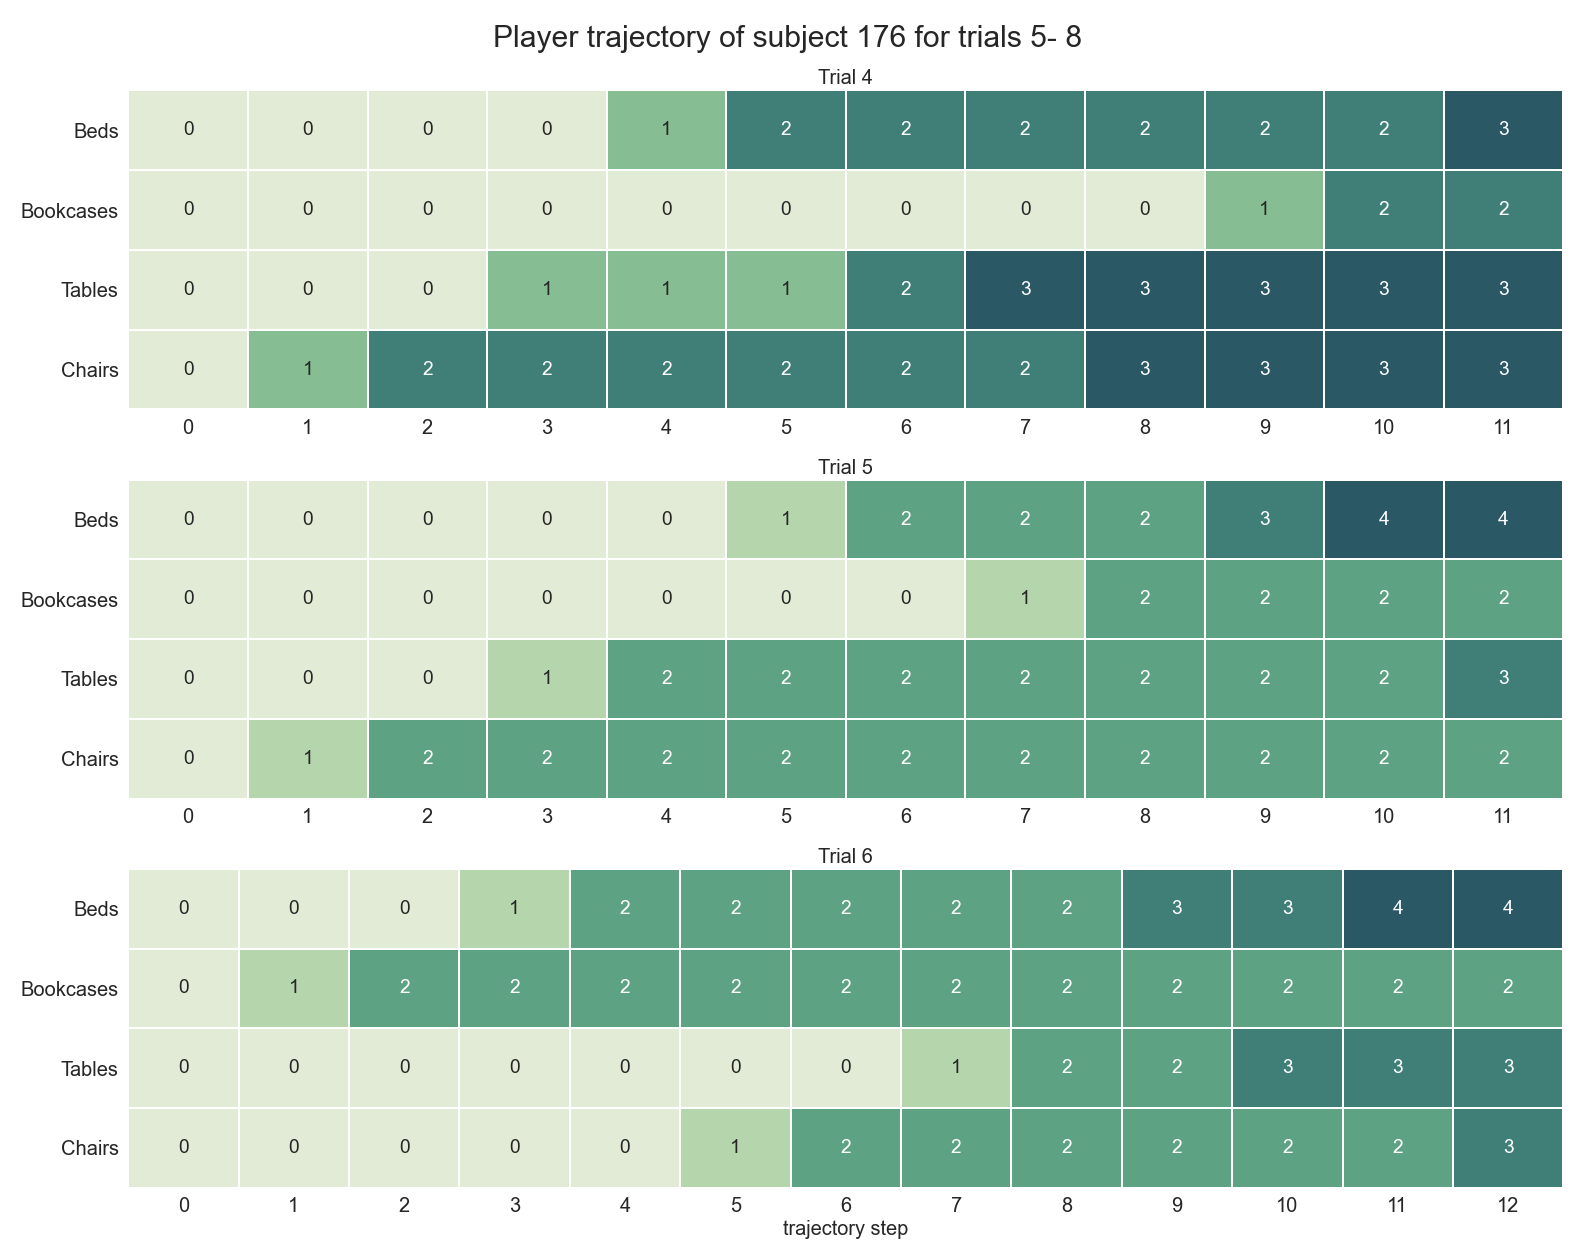 Player trajectory of subject 176 for trials 5- 8
Trial 4
Beds 0 0 0 0 1 2 2 2 2 2 2 3
Bookcases 0 0 0 0 0 0 0 0 0 1 2 2
Tables 0 0 0 1 1 1 2 3 3 3 3 3
Chairs 0 1 2 2 2 2 2 2 3 3 3 3
0 1 2 3 4 5 6 7 8 9 10 11
Trial 5
Beds 0 0 0 0 0 1 2 2 2 3 4 4
Bookcases 0 0 0 0 0 0 0 1 2 2 2 2
Tables 0 0 0 1 2 2 2 2 2 2 2 3
Chairs 0 1 2 2 2 2 2 2 2 2 2 2
0 1 2 3 4 5 6 7 8 9 10 11
Trial 6
Beds 0 0 0 1 2 2 2 2 2 3 3 4 4
Bookcases 0 1 2 2 2 2 2 2 2 2 2 2 2
Tables 0 0 0 0 0 0 0 1 2 2 3 3 3
Chairs 0 0 0 0 0 1 2 2 2 2 2 2 3
0 1 2 3 4 5 6 7 8 9 10 11 12
trajectory step